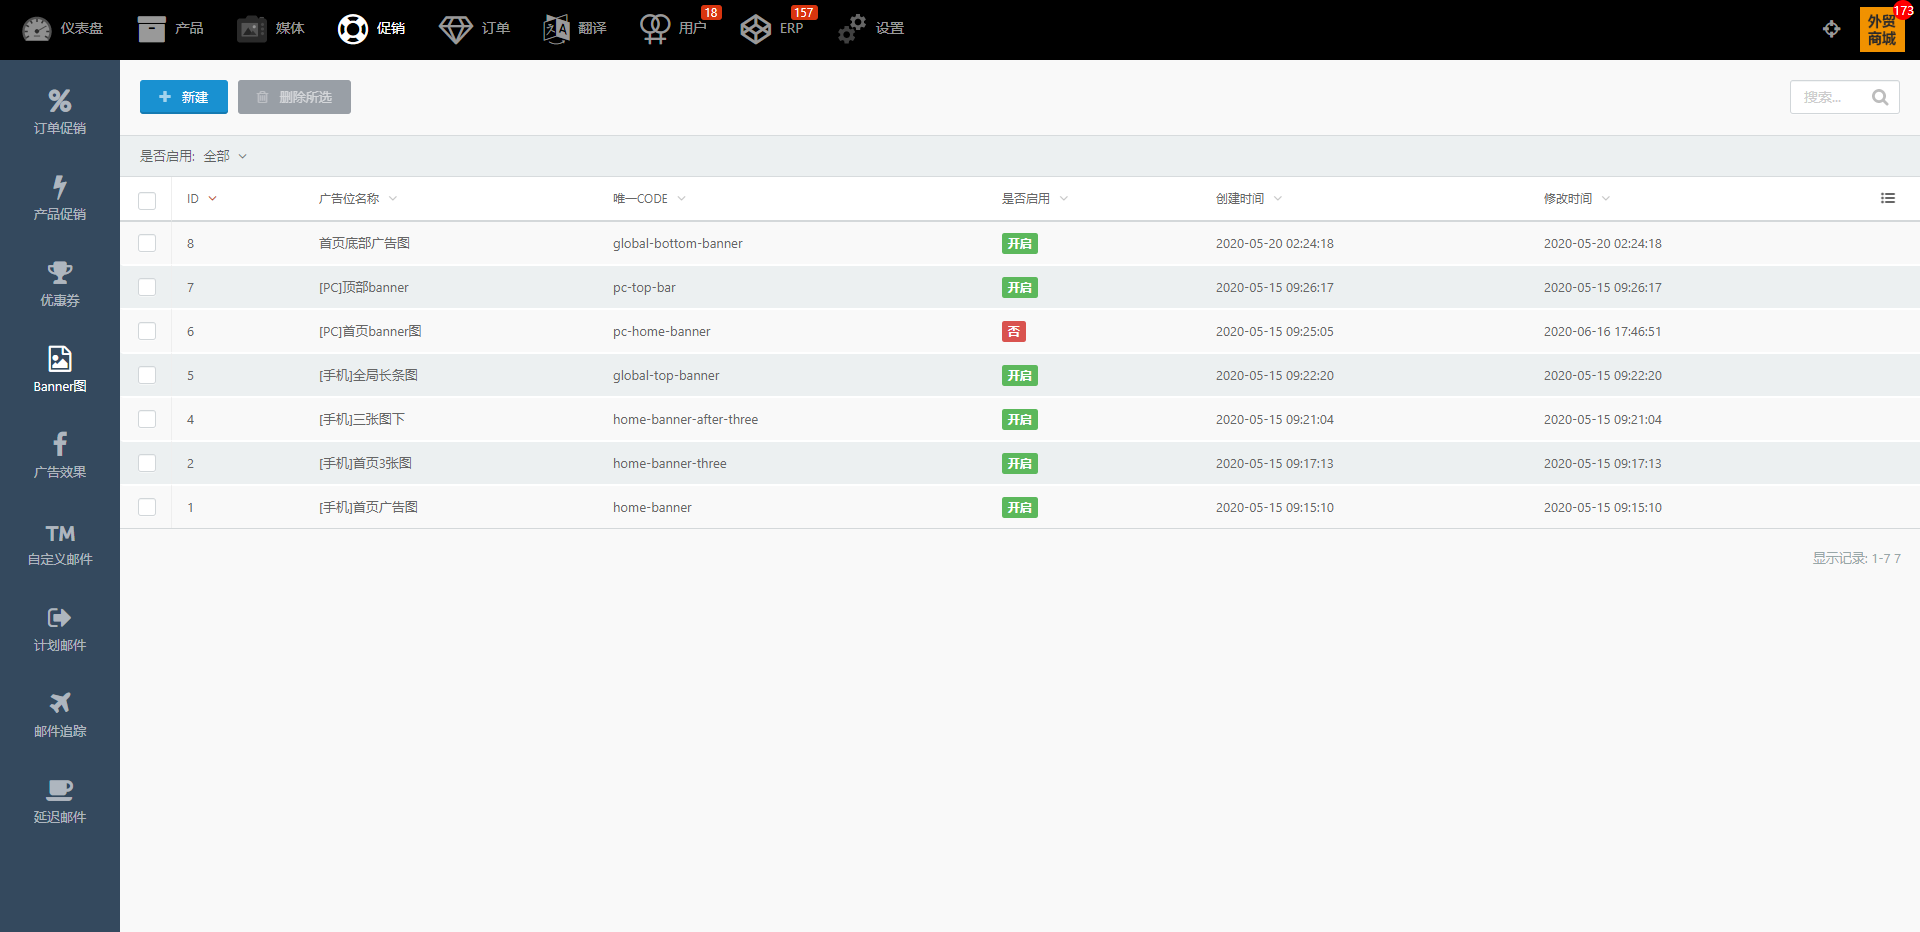 仪表盘
产品
媒体
促销
订单
翻译
用户
18
ERP
157
设置
外贸
商城
173
订单促销
产品促销
优惠券
Banner图
广告效果
TM
自定义邮件
计划邮件
邮件追踪
延迟邮件
新建
删除所选
搜索...
是否启用: 全部
ID 广告位名称 唯一CODE 是否启用 创建时间 修改时间
8 首页底部广告图 global-bottom-banner 开启 2020-05-20 02:24:18 2020-05-20 02:24:18
7 [PC]顶部banner pc-top-bar 开启 2020-05-15 09:26:17 2020-05-15 09:26:17
6 [PC]首页banner图 pc-home-banner 否 2020-05-15 09:25:05 2020-06-16 17:46:51
5 [手机]全局长条图 global-top-banner 开启 2020-05-15 09:22:20 2020-05-15 09:22:20
4 [手机]三张图下 home-banner-after-three 开启 2020-05-15 09:21:04 2020-05-15 09:21:04
2 [手机]首页3张图 home-banner-three 开启 2020-05-15 09:17:13 2020-05-15 09:17:13
1 [手机]首页广告图 home-banner 开启 2020-05-15 09:15:10 2020-05-15 09:15:10
显示记录: 1-7 7